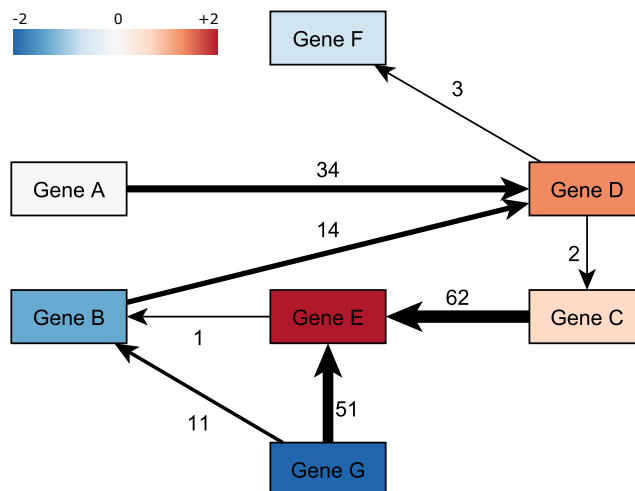 -2 0 +2
Gene F
3
34
Gene A
Gene D
14
2
62
Gene B
Gene E
Gene C
1
51
11
Gene G